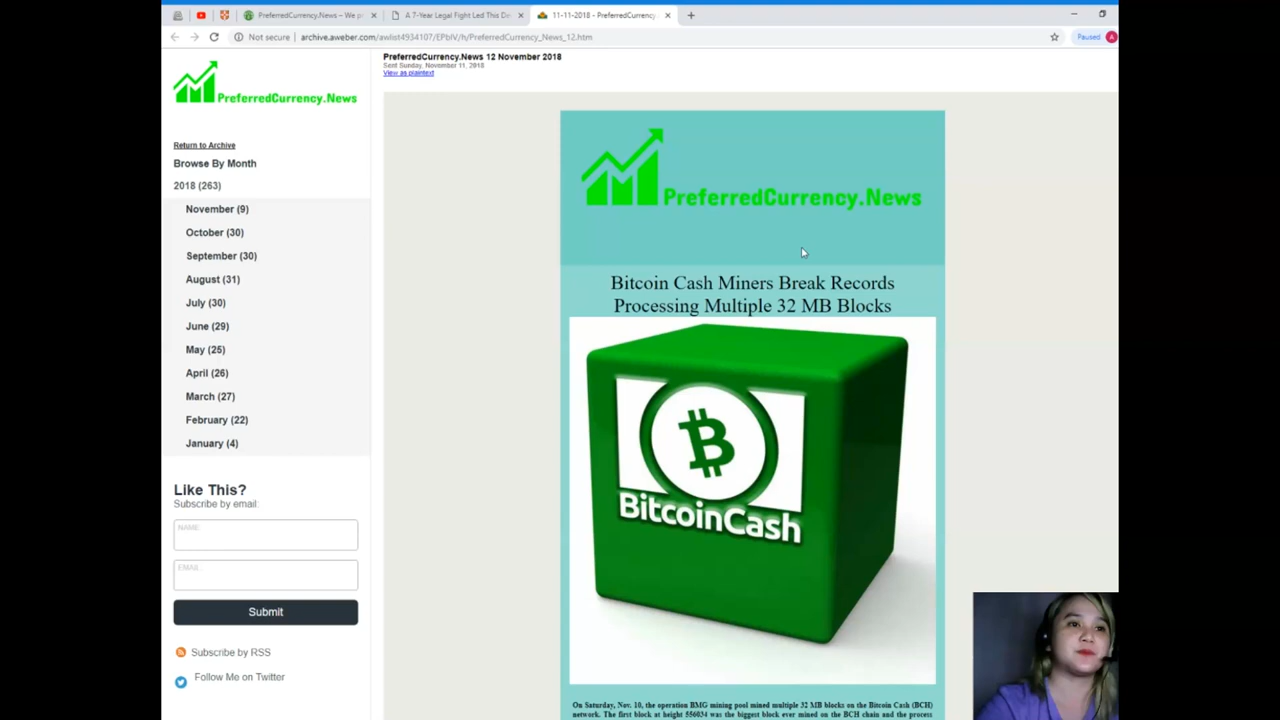 PreferredCurrency.News – We p
A 7-Year Legal Fight Led This De
11-11-2018 - PreferredCurrency
Not secure
archive.aweber.com/awlist4934107/EPbIV/h/PreferredCurrency_News_12.htm
Paused
A
PreferredCurrency.News
Return to Archive
Browse By Month
2018 (263)
November (9)
October (30)
September (30)
August (31)
July (30)
June (29)
May (25)
April (26)
March (27)
February (22)
January (4)
Like This?
Subscribe by email:
NAME
EMAIL
Submit
Subscribe by RSS
Follow Me on Twitter
PreferredCurrency.News 12 November 2018
Sent Sunday, November 11, 2018
View as plaintext
PreferredCurrency.News
Bitcoin Cash Miners Break Records
Processing Multiple 32 MB Blocks
BitcoinCash
On Saturday, Nov. 10, the operation BMG mining pool mined multiple 32 MB blocks on the Bitcoin Cash (BCH)
network. The first block at height 556034 was the biggest block ever mined on the BCH chain and the process